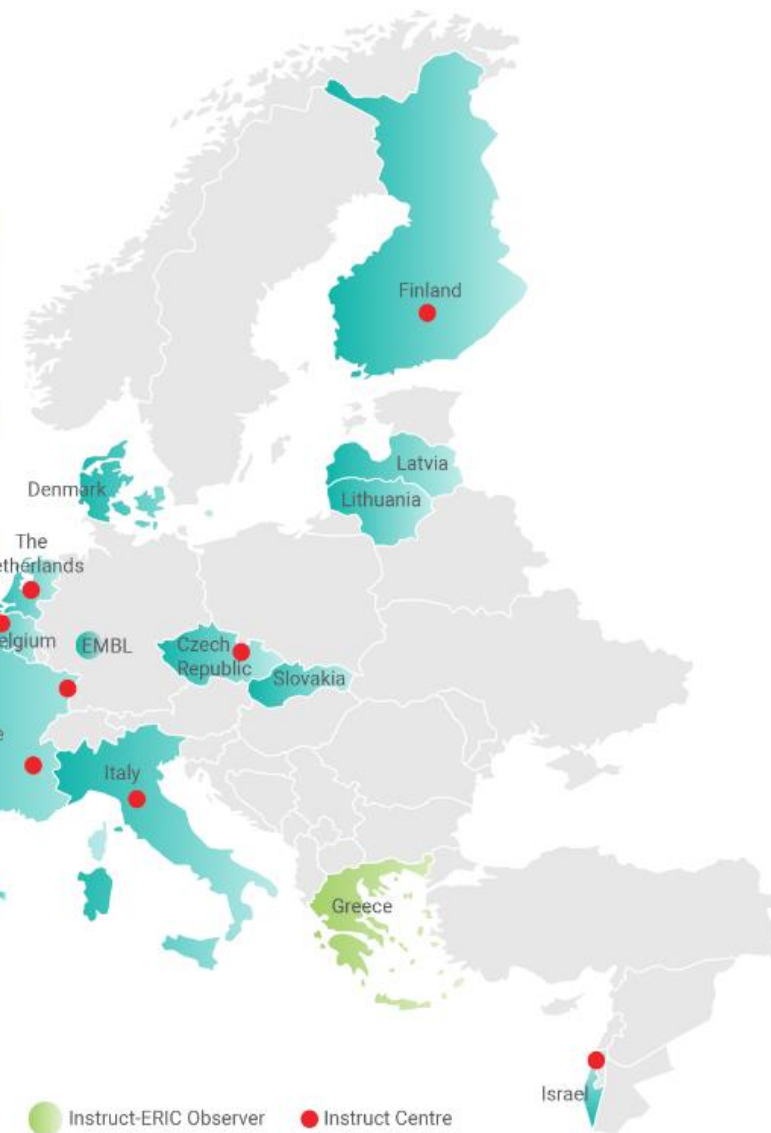 Finland
Latvia
Lithuania
Denmark
The
etherlands
elgium
EMBL
Czech
Republic
Slovakia
e
Italy
Greece
Israel
Instruct-ERIC Observer
Instruct Centre